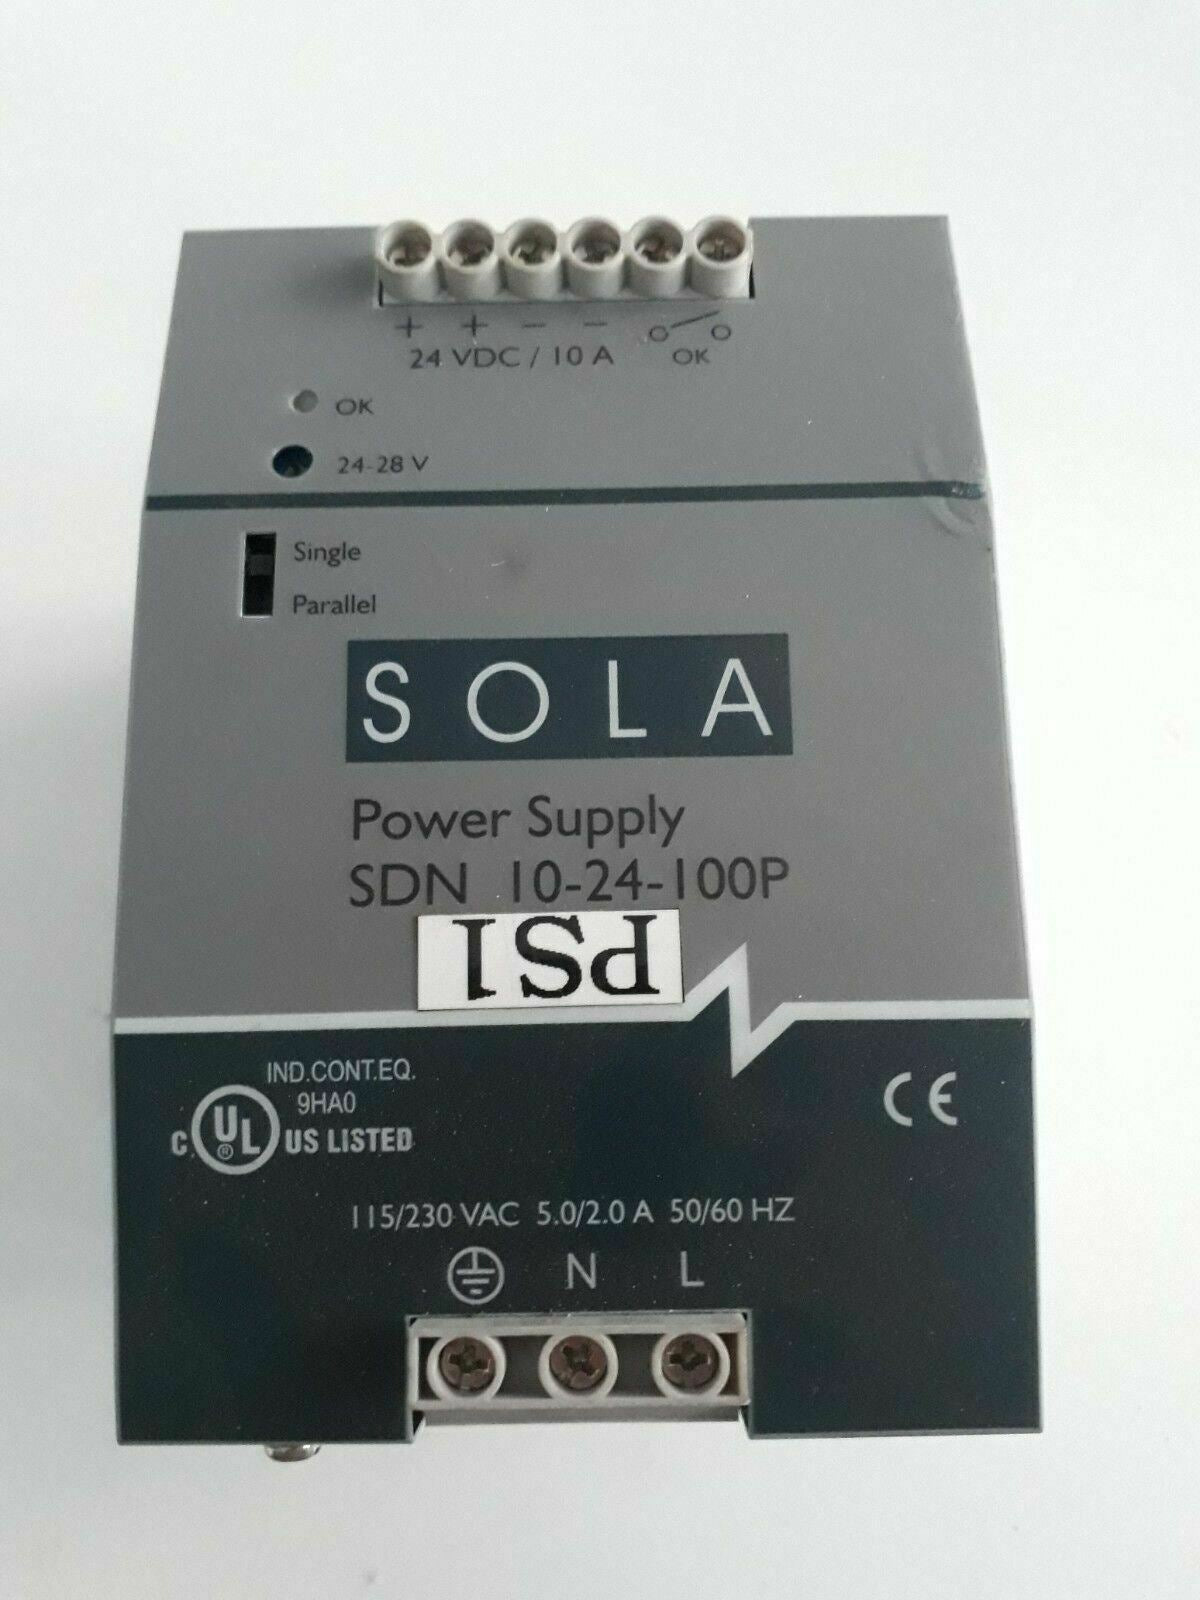 + + - -
24 VDC / 10 A OK
OK
24-28 V
Single
Parallel
SOLA
Power Supply
SDN 10-24-100P
PS1
IND.CONT.EQ.
9HA0
C UL® US LISTED
CE
115/230 VAC 5.0/2.0 A 50/60 HZ
N L